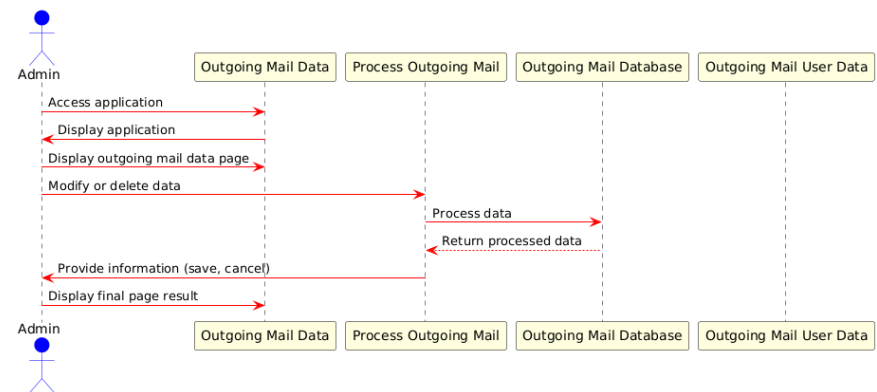 Admin
Outgoing Mail Data
Process Outgoing Mail
Outgoing Mail Database
Outgoing Mail User Data
Access application
Display application
Display outgoing mail data page
Modify or delete data
Process data
Return processed data
Provide information (save, cancel)
Display final page result
Admin
Outgoing Mail Data
Process Outgoing Mail
Outgoing Mail Database
Outgoing Mail User Data